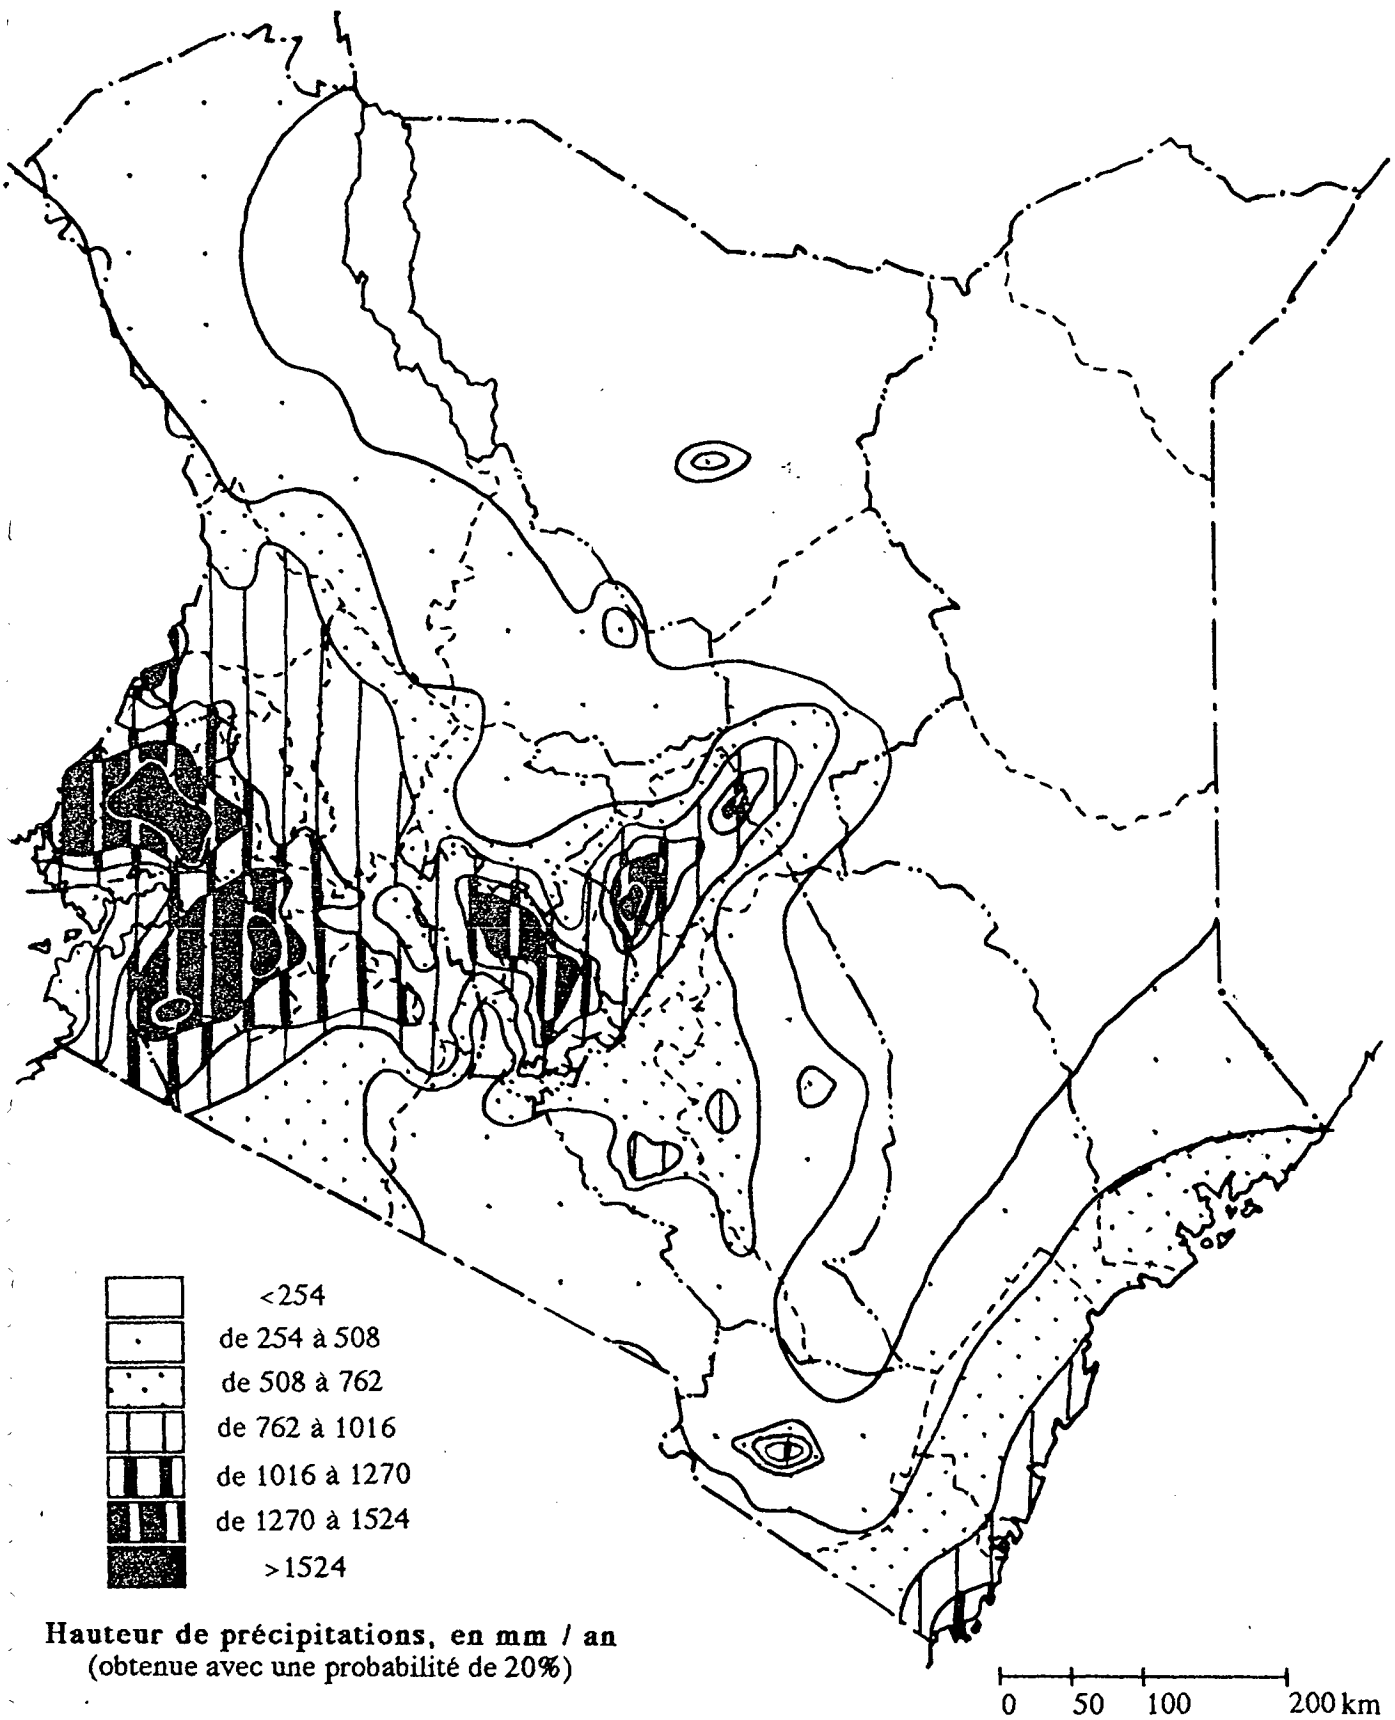 <254
de 254 à 508
de 508 à 762
de 762 à 1016
de 1016 à 1270
de 1270 à 1524
>1524
Hauteur de précipitations, en mm / an
(obtenue avec une probabilité de 20%)
0 50 100 200 km